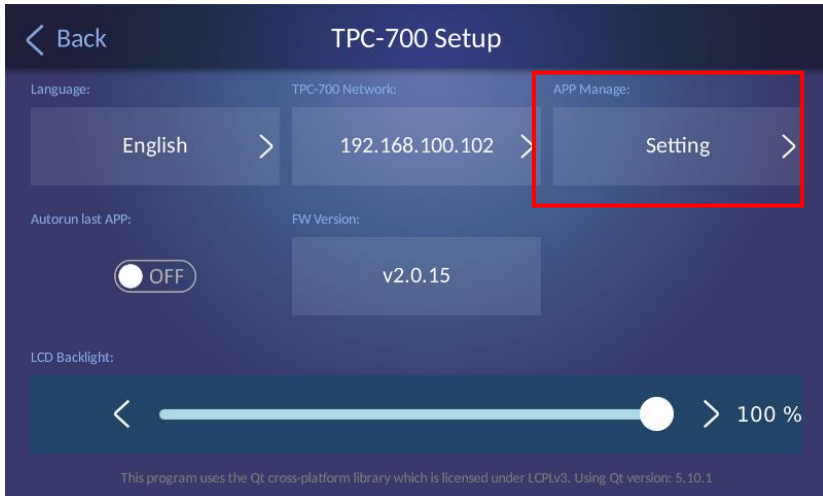 Back
TPC-700 Setup
Language:
TPC-700 Network:
APP Manage:
English
192.168.100.102
Setting
Autorun last APP:
FW Version:
OFF
v2.0.15
LCD Backlight:
100 %
This program uses the Qt cross-platform library which is licensed under LCPLv3. Using Qt version: 5.10.1